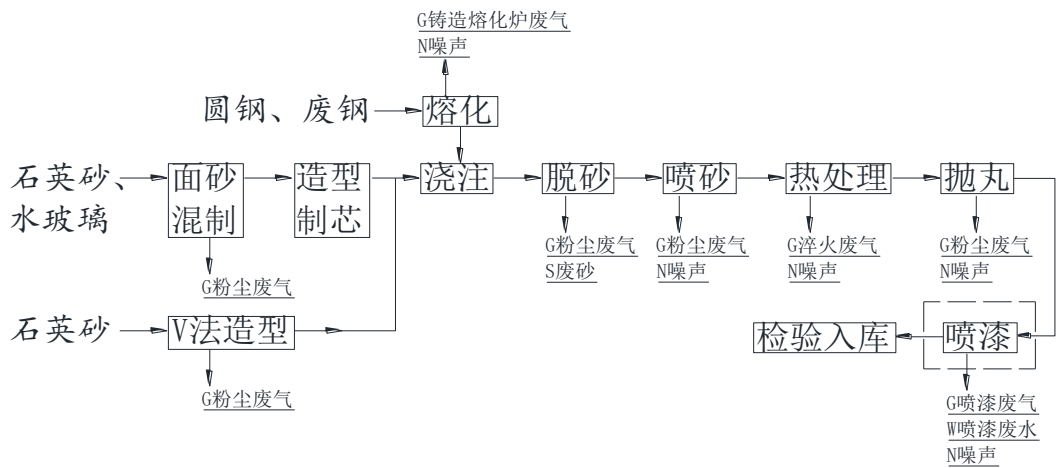 G铸造熔化炉废气
N噪声
圆钢、废钢
熔化
石英砂、
水玻璃
面砂
混制
造型
制芯
浇注
脱砂
喷砂
热处理
抛丸
G粉尘废气
G粉尘废气
S废砂
G粉尘废气
N噪声
G淬火废气
N噪声
G粉尘废气
N噪声
石英砂
V法造型
G粉尘废气
检验入库
喷漆
G喷漆废气
W喷漆废水
N噪声